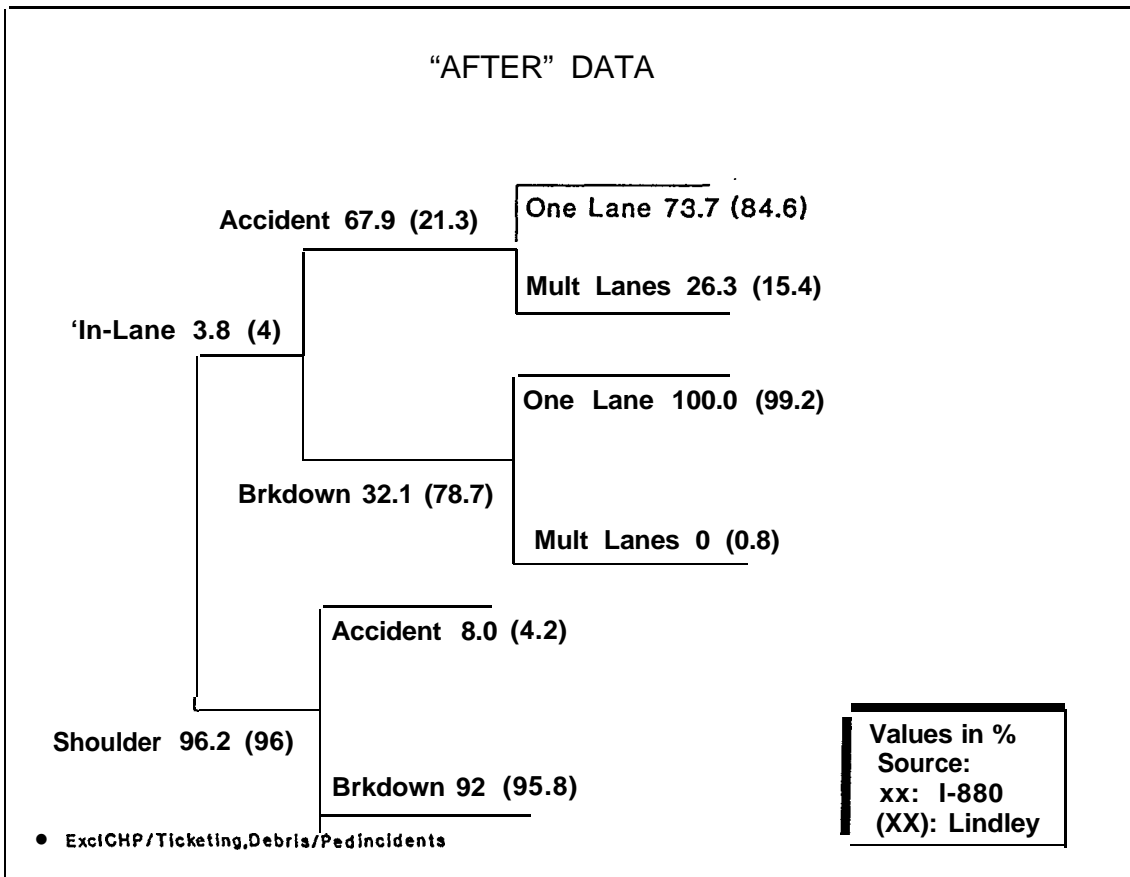 “AFTER” DATA
One Lane 73.7 (84.6)
Accident 67.9 (21.3)
Mult Lanes 26.3 (15.4)
‘In-Lane 3.8 (4)
One Lane 100.0 (99.2)
Brkdown 32.1 (78.7)
Mult Lanes 0 (0.8)
Accident 8.0 (4.2)
Shoulder 96.2 (96)
Brkdown 92 (95.8)
Values in %
Source:
xx: I-880
(XX): Lindley
• ExclCHP/Ticketing,Debris/Pedincidents